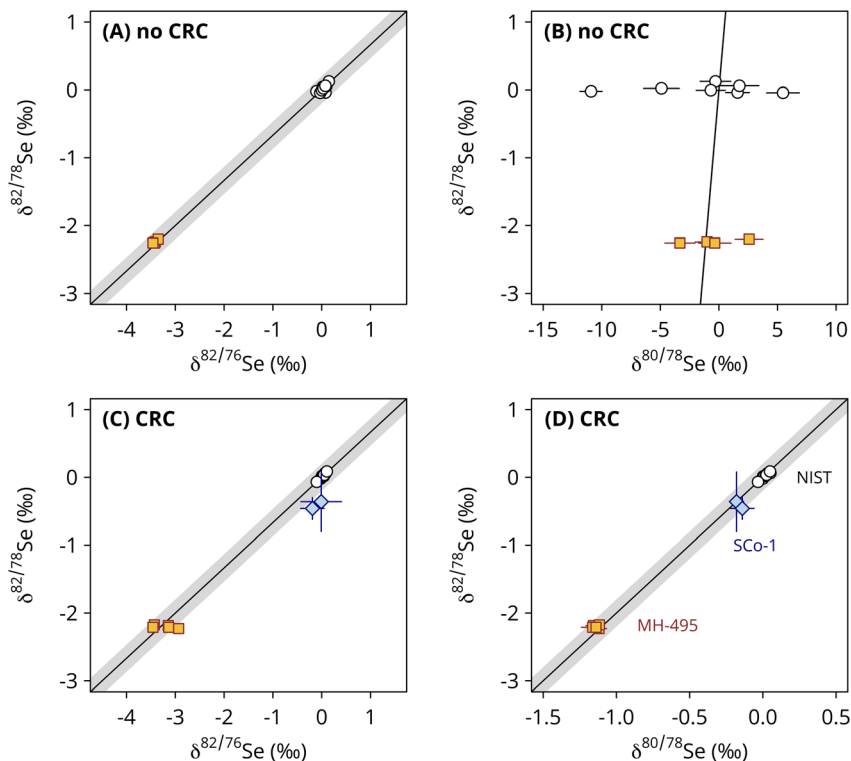 (A) no CRC
1
0
-1
-2
-3
δ82/78Se (‰)
-4 -3 -2 -1 0 1
δ82/76Se (‰)
(B) no CRC
1
0
-1
-2
-3
δ82/78Se (‰)
-15 -10 -5 0 5 10
δ80/78Se (‰)
(C) CRC
1
0
-1
-2
-3
δ82/78Se (‰)
-4 -3 -2 -1 0 1
δ82/76Se (‰)
(D) CRC
1
0
-1
-2
-3
δ82/78Se (‰)
NIST
SCo-1
MH-495
-1.5 -1.0 -0.5 0.0 0.5
δ80/78Se (‰)